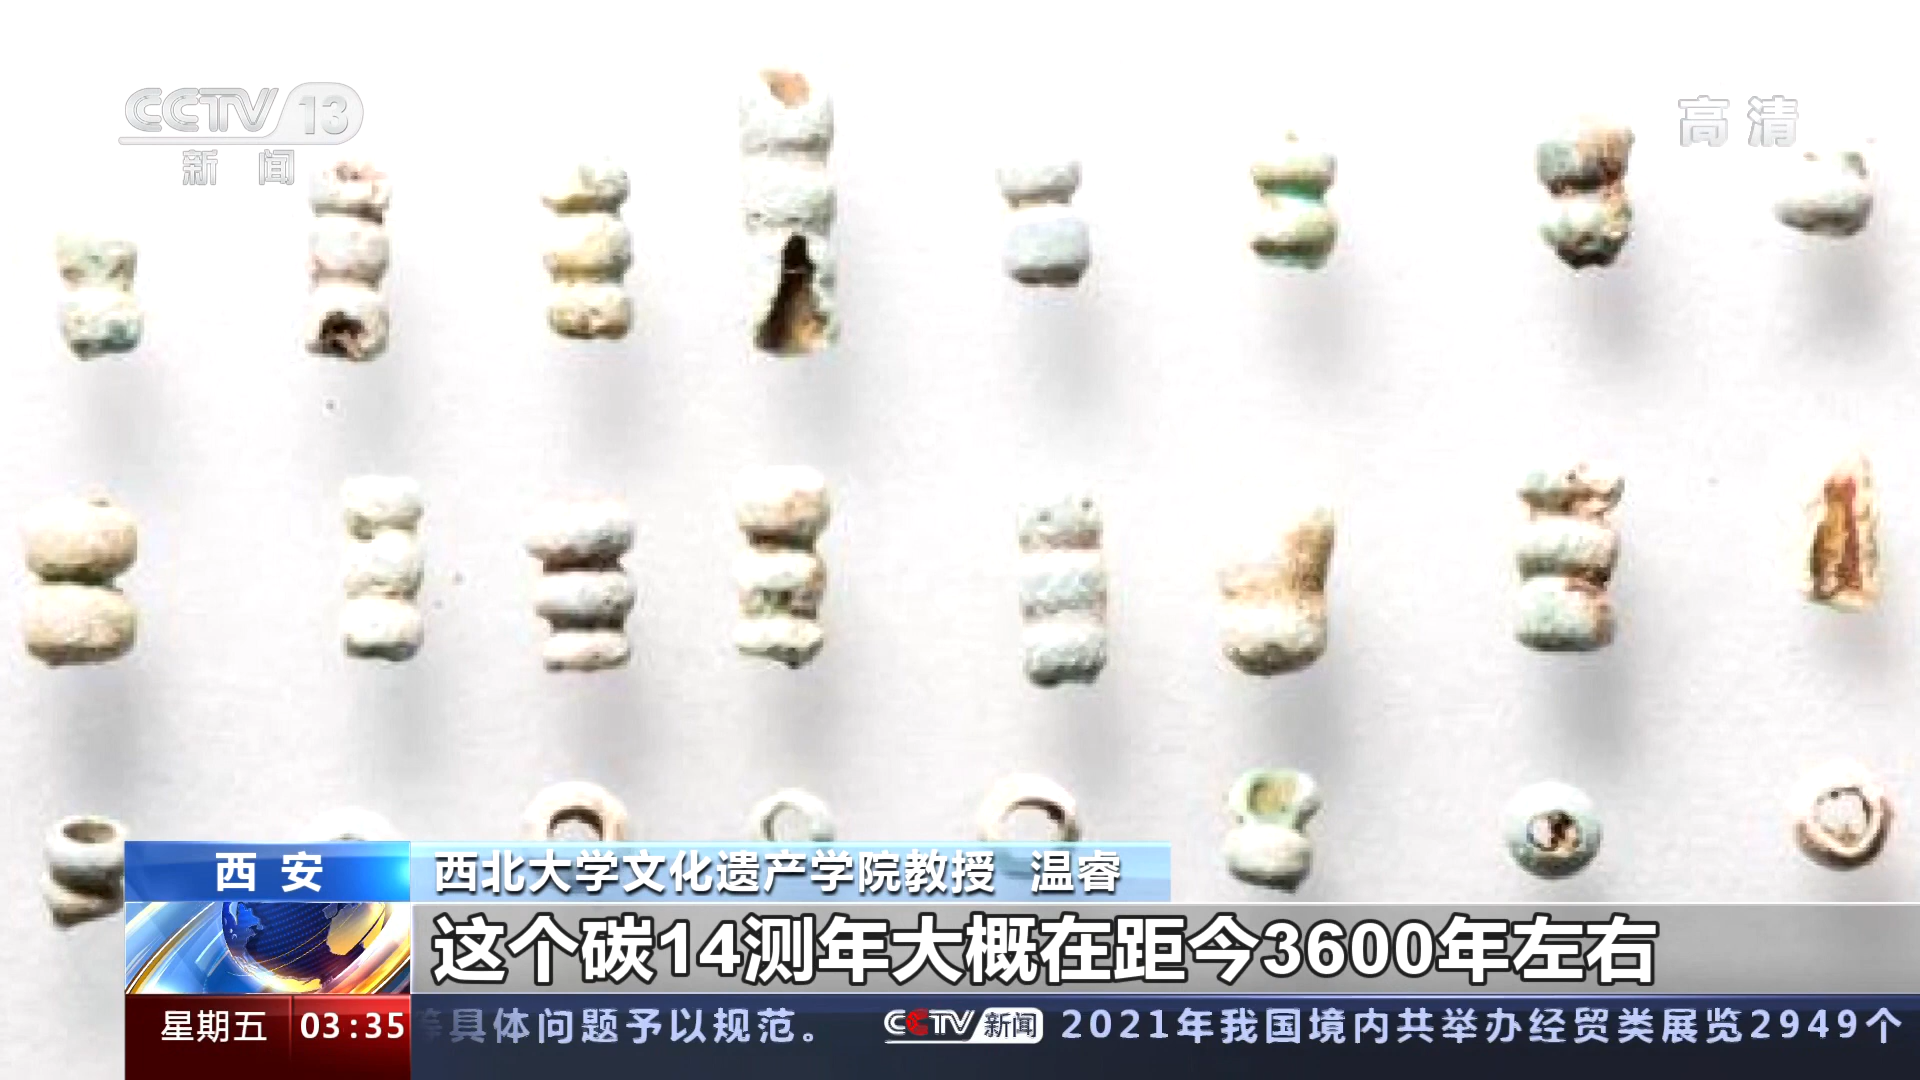 CCTV 13
新闻
高清
西安
西北大学文化遗产学院教授 温睿
这个碳14测年大概在距今3600年左右
星期五 03:35
具体问题予以规范。 CCTV新闻 2021年我国境内共举办经贸类展览2949个